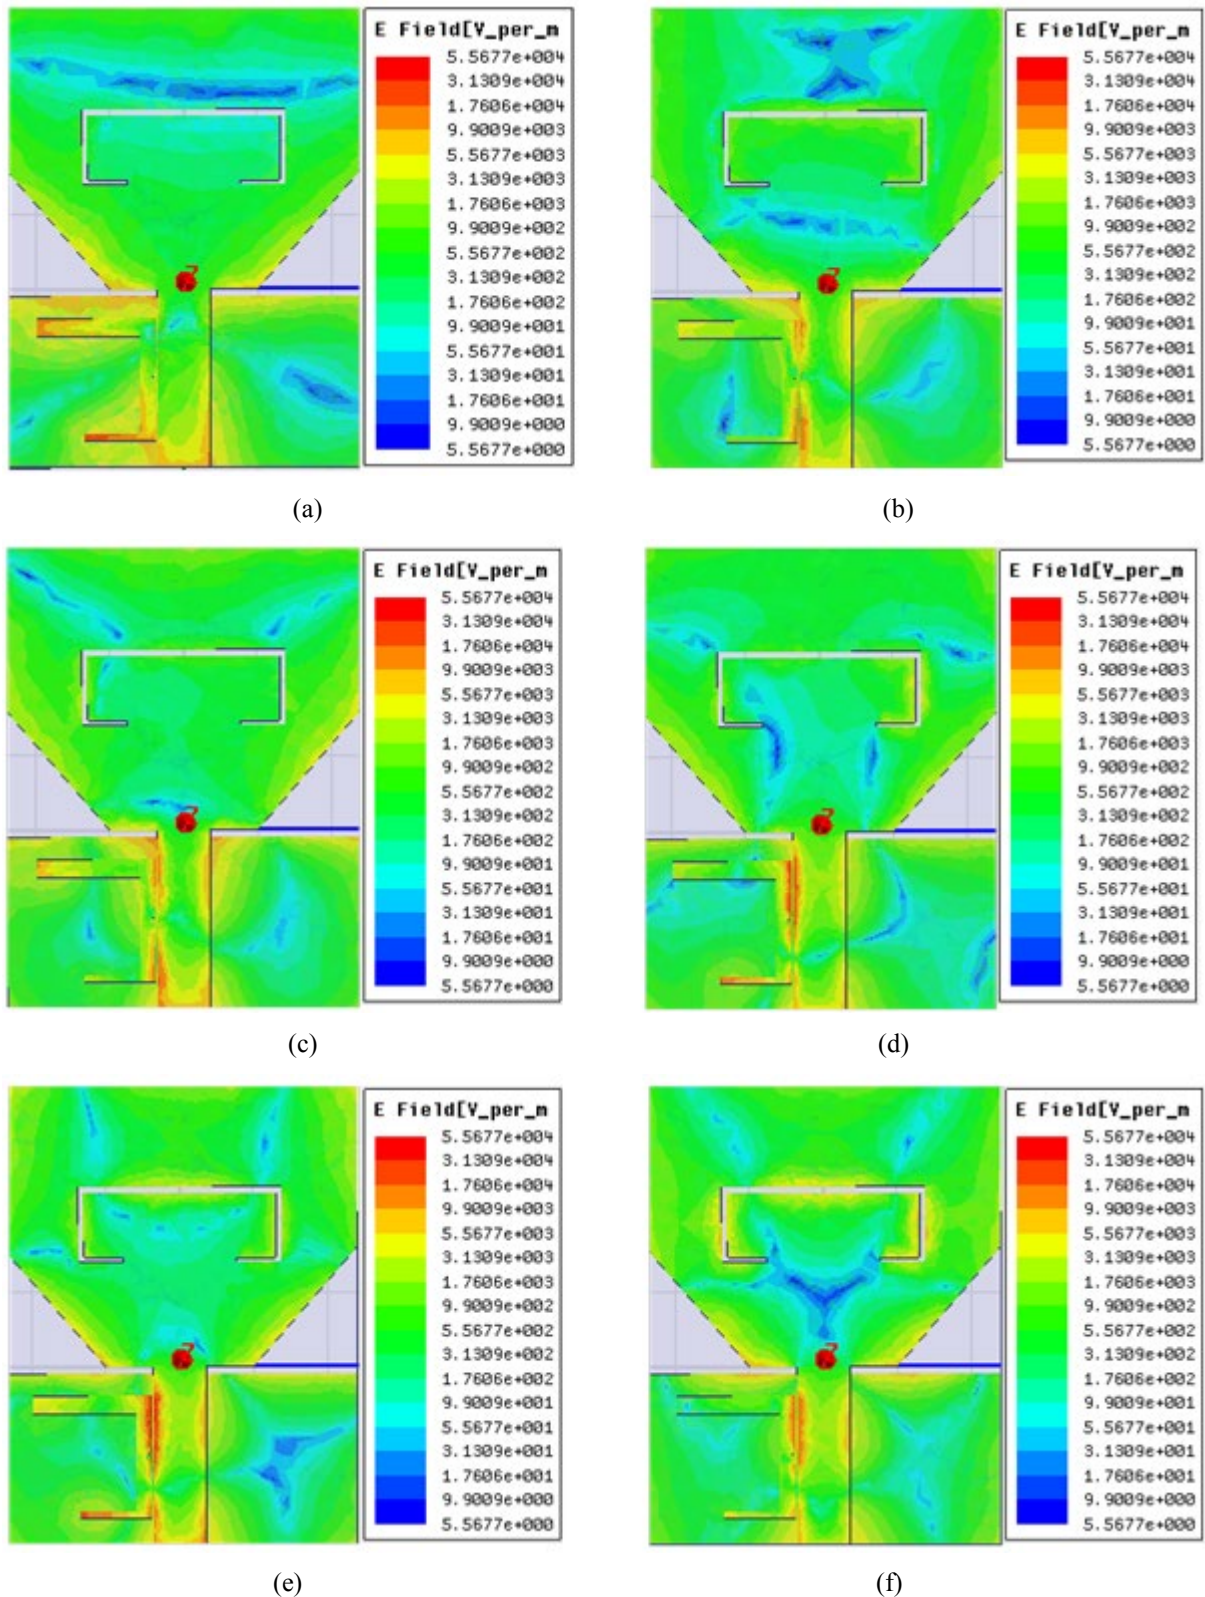 E Field[V_per_m
5.5677e+004
3.1309e+004
1.7606e+004
9.9009e+003
5.5677e+003
3.1309e+003
1.7606e+003
9.9009e+002
5.5677e+002
3.1309e+002
1.7606e+002
9.9009e+001
5.5677e+001
3.1309e+001
1.7606e+001
9.9009e+000
5.5677e+000
(a)
E Field[V_per_m
5.5677e+004
3.1309e+004
1.7606e+004
9.9009e+003
5.5677e+003
3.1309e+003
1.7606e+003
9.9009e+002
5.5677e+002
3.1309e+002
1.7606e+002
9.9009e+001
5.5677e+001
3.1309e+001
1.7606e+001
9.9009e+000
5.5677e+000
(b)
E Field[V_per_m
5.5677e+004
3.1309e+004
1.7606e+004
9.9009e+003
5.5677e+003
3.1309e+003
1.7606e+003
9.9009e+002
5.5677e+002
3.1309e+002
1.7606e+002
9.9009e+001
5.5677e+001
3.1309e+001
1.7606e+001
9.9009e+000
5.5677e+000
(c)
E Field[V_per_m
5.5677e+004
3.1309e+004
1.7606e+004
9.9009e+003
5.5677e+003
3.1309e+003
1.7606e+003
9.9009e+002
5.5677e+002
3.1309e+002
1.7606e+002
9.9009e+001
5.5677e+001
3.1309e+001
1.7606e+001
9.9009e+000
5.5677e+000
(d)
E Field[V_per_m
5.5677e+004
3.1309e+004
1.7606e+004
9.9009e+003
5.5677e+003
3.1309e+003
1.7606e+003
9.9009e+002
5.5677e+002
3.1309e+002
1.7606e+002
9.9009e+001
5.5677e+001
3.1309e+001
1.7606e+001
9.9009e+000
5.5677e+000
(e)
E Field[V_per_m
5.5677e+004
3.1309e+004
1.7606e+004
9.9009e+003
5.5677e+003
3.1309e+003
1.7606e+003
9.9009e+002
5.5677e+002
3.1309e+002
1.7606e+002
9.9009e+001
5.5677e+001
3.1309e+001
1.7606e+001
9.9009e+000
5.5677e+000
(f)